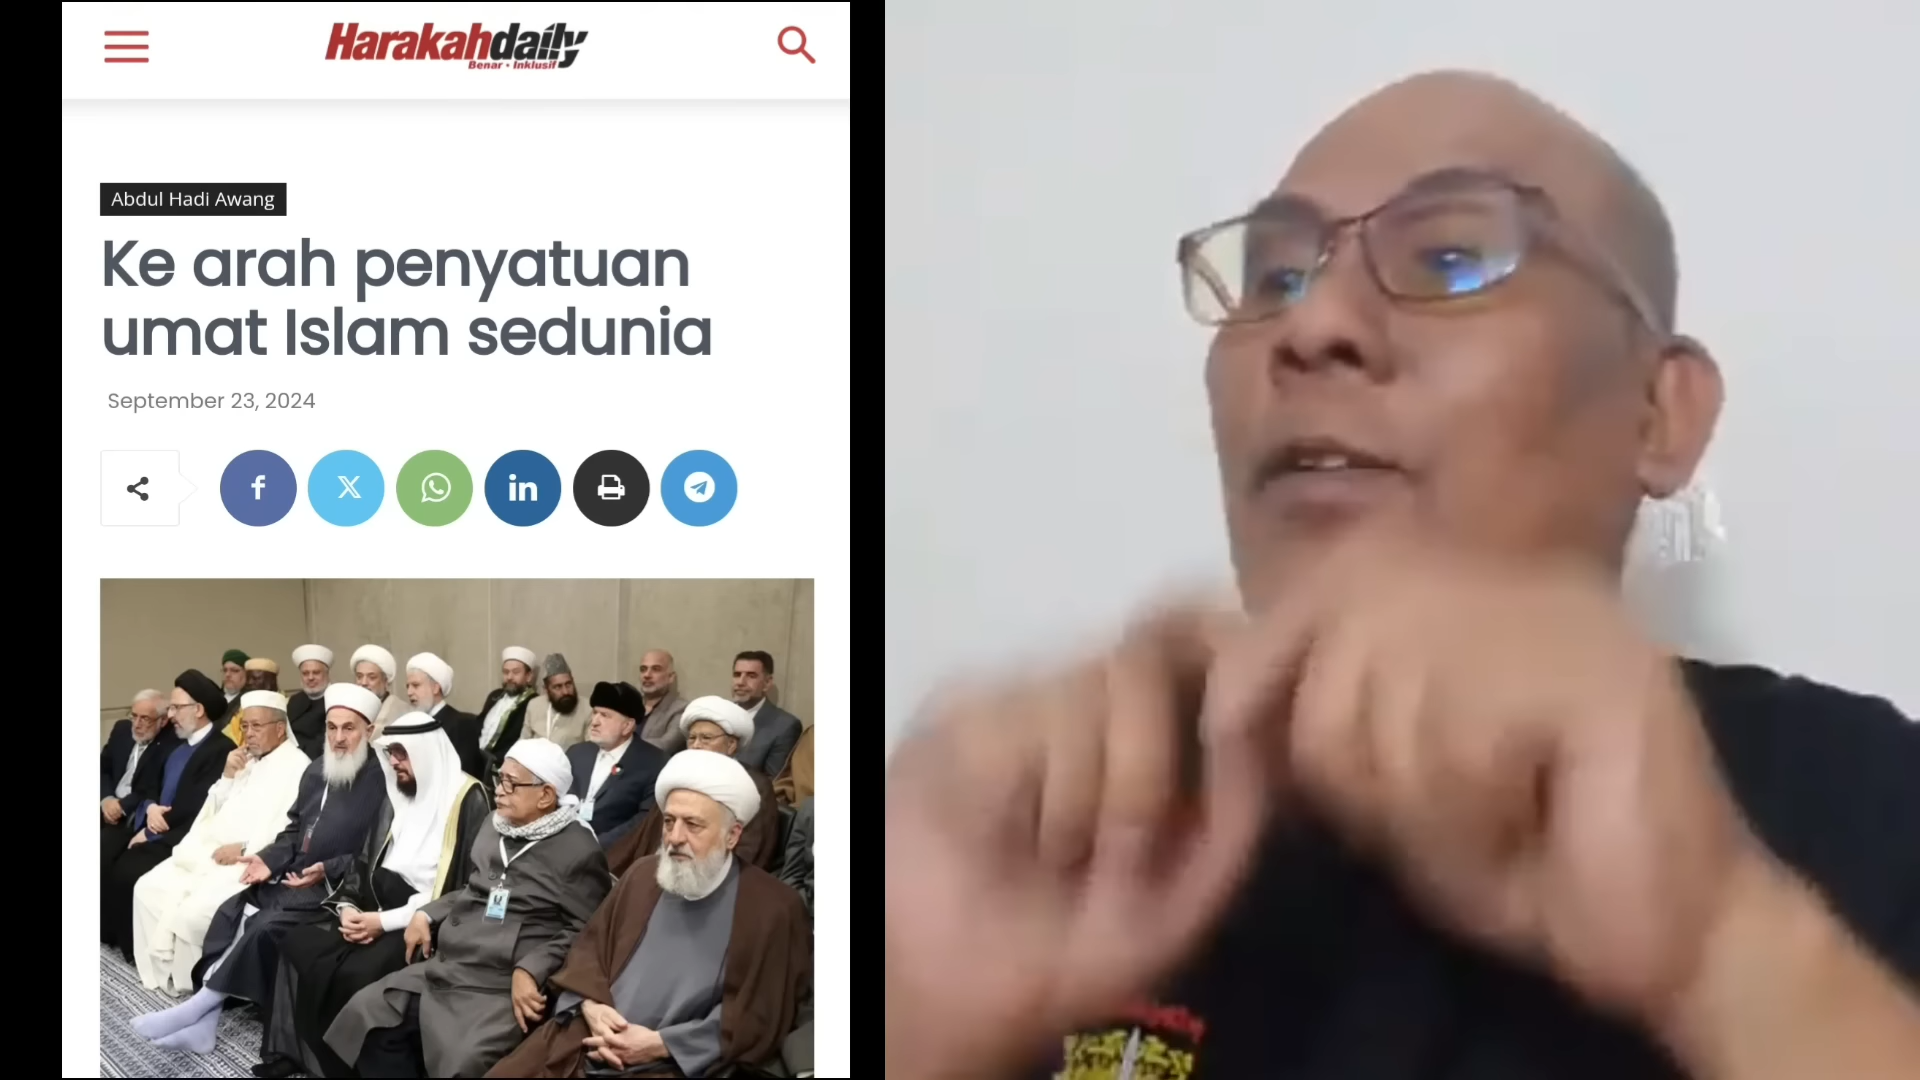 Harakahdaily
Benar • Inklusif
Abdul Hadi Awang
Ke arah penyatuan
umat Islam sedunia
September 23, 2024